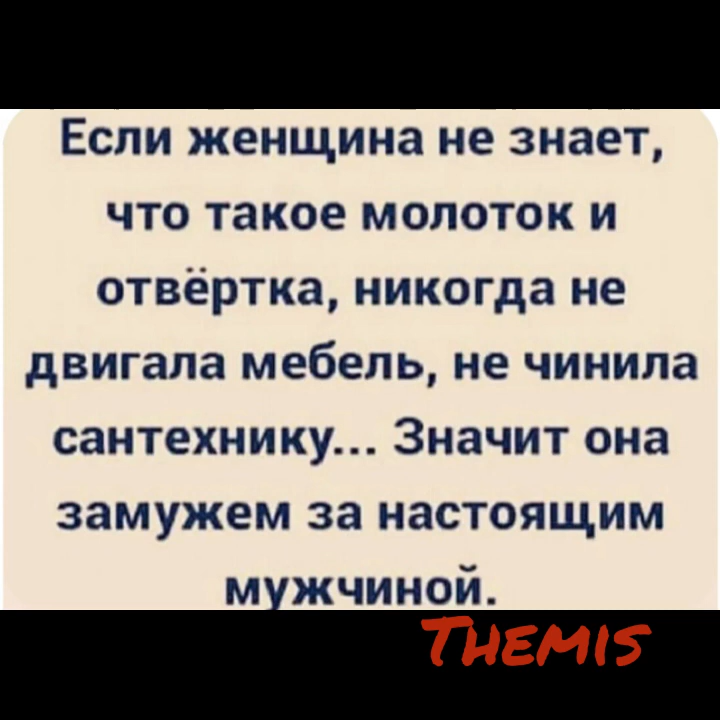 Если женщина не знает,
что такое молоток и
отвёртка, никогда не
двигала мебель, не чинила
сантехнику... Значит она
замужем за настоящим
мужчиной.
THEMIS